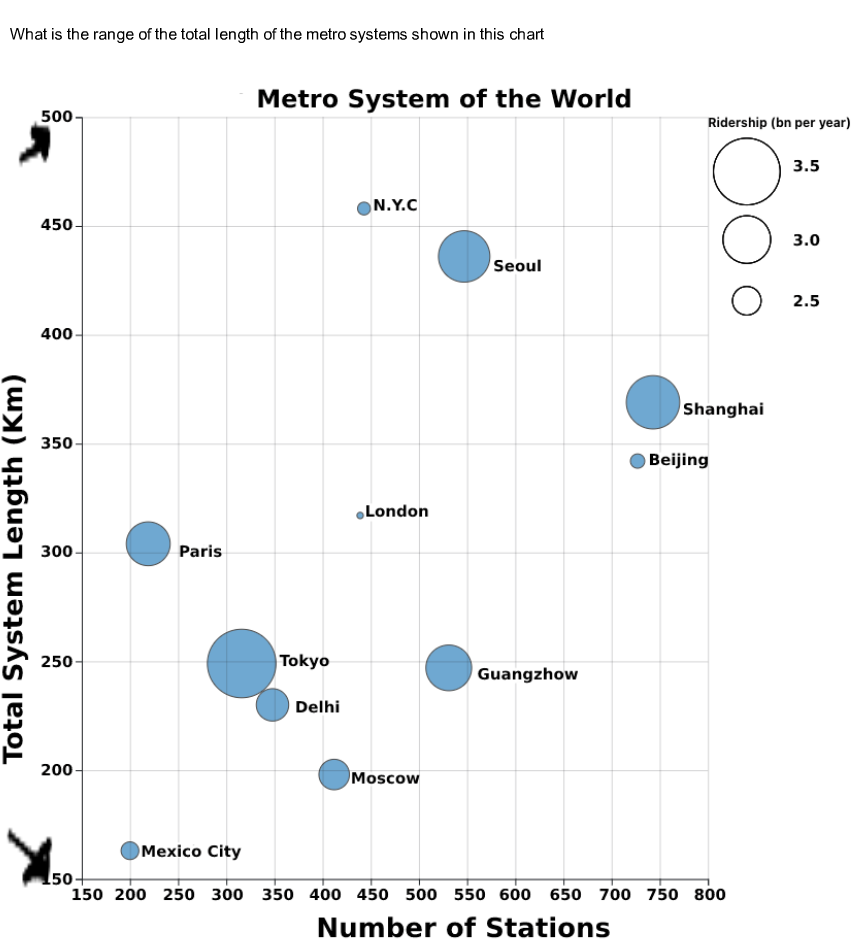 What is the range of the total length of the metro systems shown in this chart
Metro System of the World
Ridership (bn per year)
3.5
3.0
2.5
Total System Length (Km)
500
450
400
350
300
250
200
150
N.Y.C
Seoul
Shanghai
Beijing
London
Paris
Tokyo
Guangzhow
Delhi
Moscow
Mexico City
150 200 250 300 350 400 450 500 550 600 650 700 750 800
Number of Stations